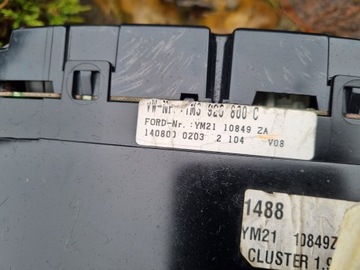 VW-Nr.: 7M3 920 800 C
FORD-Nr.:YM21 10849 ZA
140800 0203 2 104 V08
1488
YM21 10849Z
CLUSTER 1.9